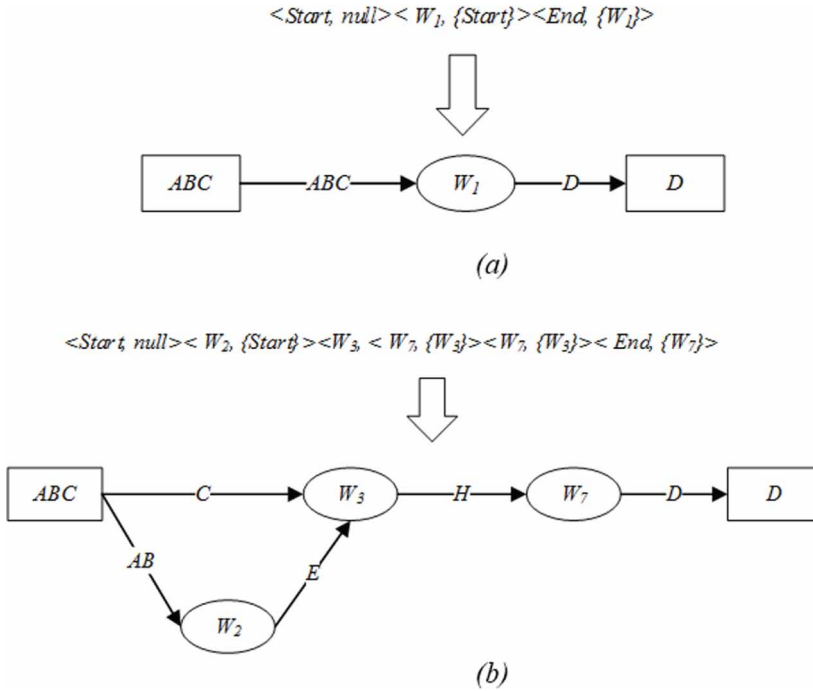 <Start, null>< W1, {Start}><End, {W1}>
ABC ABC W1 D D
(a)
<Start, null>< W2, {Start}><W3, < W7, {W3}><W7, {W3}>< End, {W7}>
ABC C W3 H W7 D D
AB E
W2
(b)